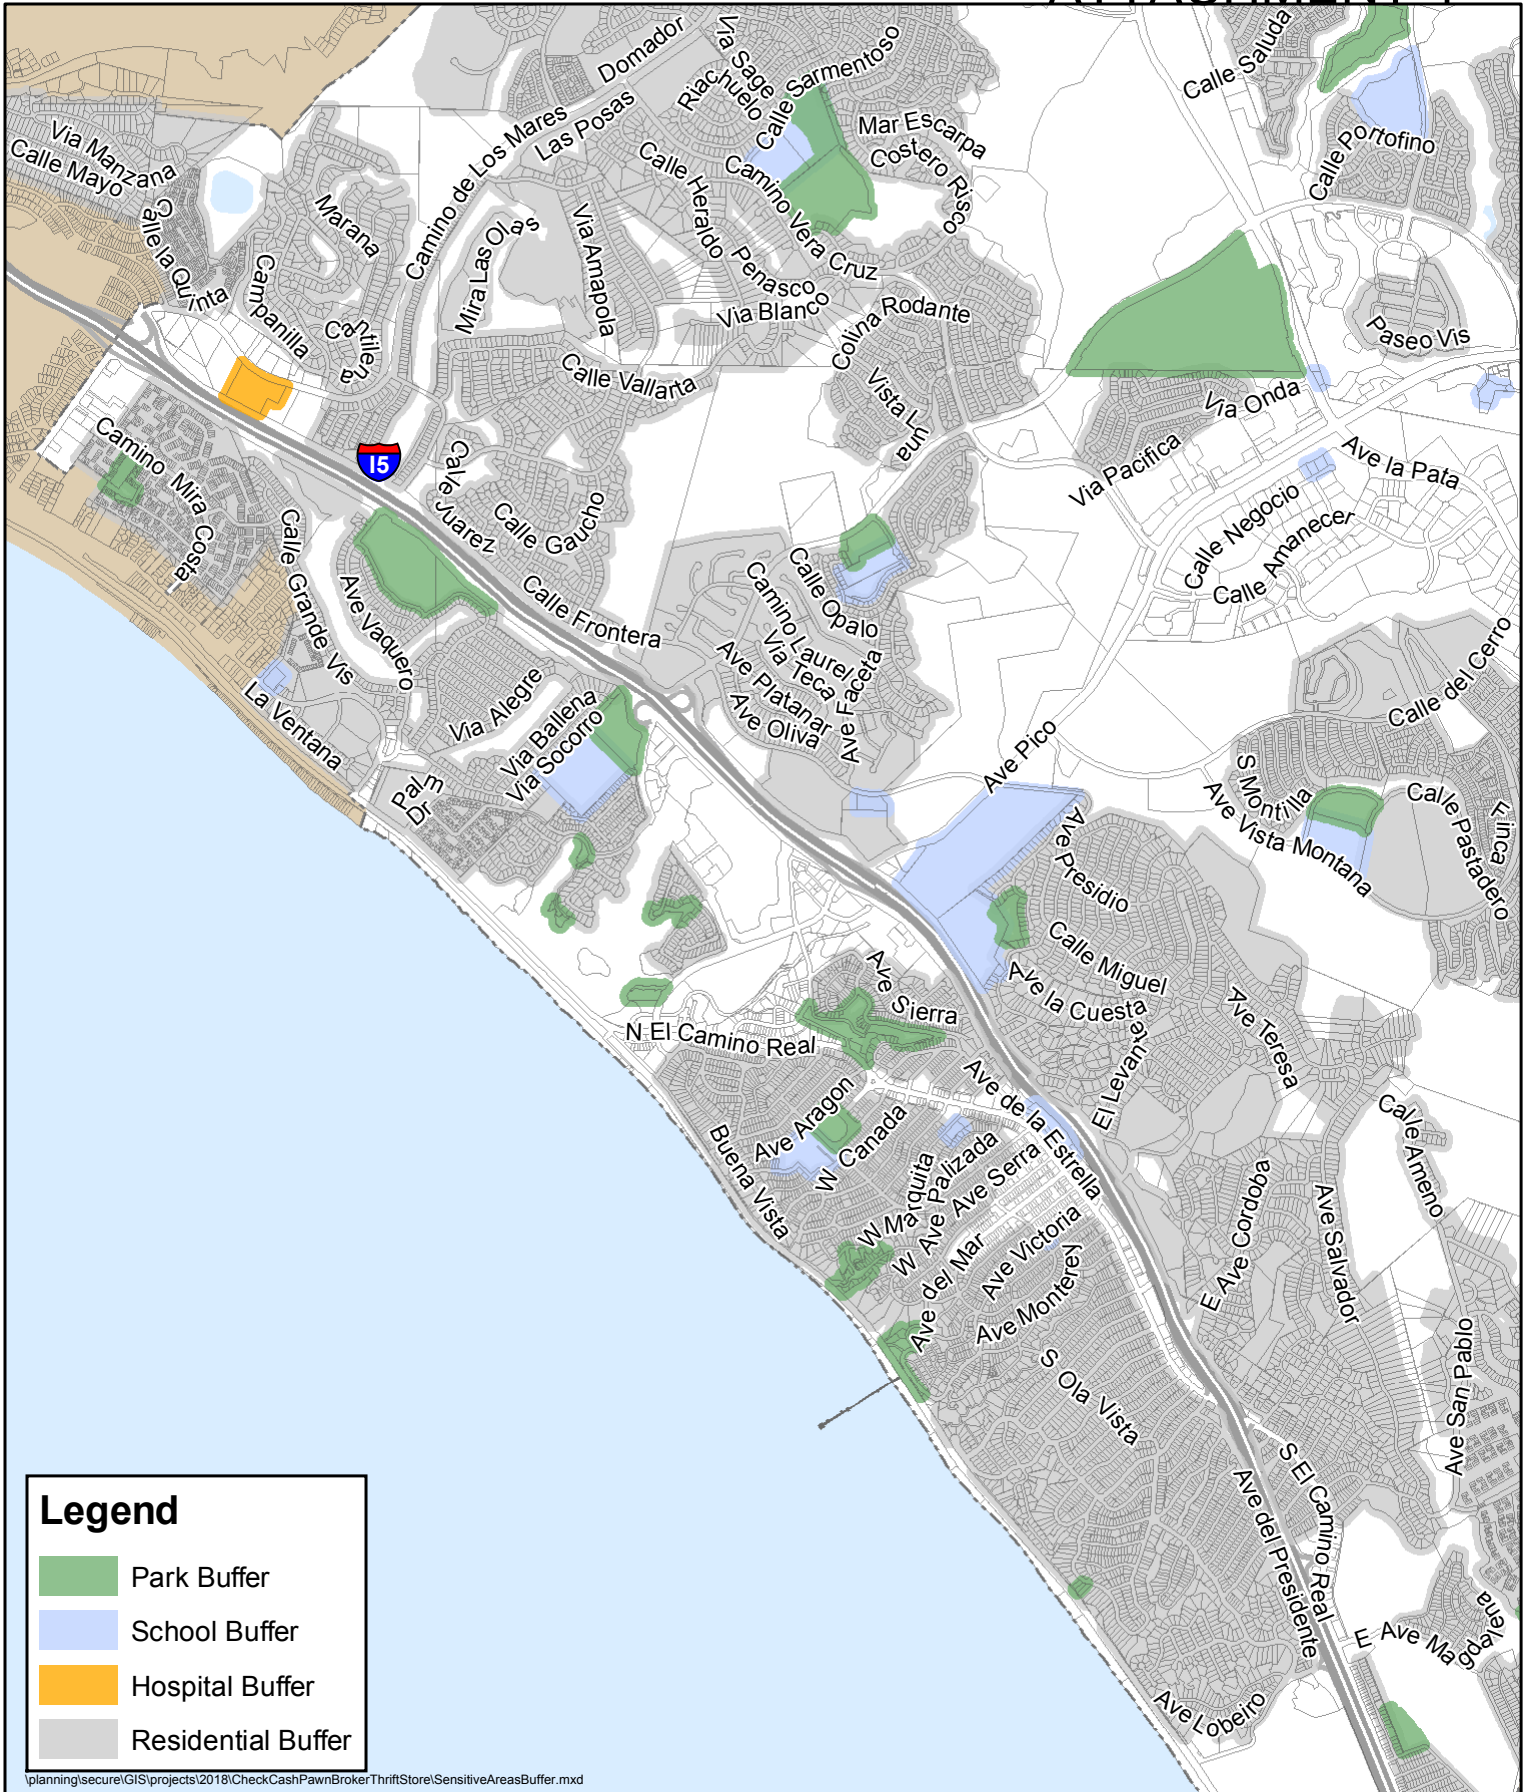 ATTACHMENT 1
Calle Saluda
Via Sage
Domador
Riachuelo
Calle Sarmentoso
Camino de Los Mares
Las Posas
Mar Escarpa
Costero Risco
Calle Portofino
Via Manzana
Calle Mayo
Calle la Quinta
Marana
Calle Heraldo
Camino Vera Cruz
Mira Las Olas
Via Amapola
Penasco
Via Blanco
Campanilla
Cantilena
Colina Rodante
Paseo Vis
Calle Vallarta
Vista Luna
Via Onda
Camino Mira Costa
I5
Calle Juarez
Calle Gaucho
Via Pacifica
Ave la Pata
Calle Negocio
Calle Amanecer
Calle Grande Vis
Ave Vaquero
Calle Frontera
Calle Opalo
Camino Laurel
Via Teca
Ave Platanar
Ave Oliva
Ave Faceta
Calle del Cerro
La Ventana
Via Alegre
Via Ballena
Via Socorro
Palm Dr
Ave Pico
S Montilla
Ave Vista Montana
Calle Pastadero
Finca
Ave Presidio
Calle Miguel
Ave la Cuesta
Ave Sierra
N El Camino Real
Ave Teresa
El Levante
Ave Aragon
W Canada
Ave de la Estrella
Buena Vista
W Marquita
W Ave Palizada
Ave Serra
Calle Ameno
E Ave Cordoba
Ave Salvador
Ave del Mar
Ave Victoria
Ave Monterey
S Ola Vista
Ave San Pablo
S El Camino Real
Ave del Presidente
E Ave Magdalena
Ave Lobeiro
Legend
Park Buffer
School Buffer
Hospital Buffer
Residential Buffer
\planning\secure\GIS\projects\2018\CheckCashPawnBrokerThriftStore\SensitiveAreasBuffer.mxd